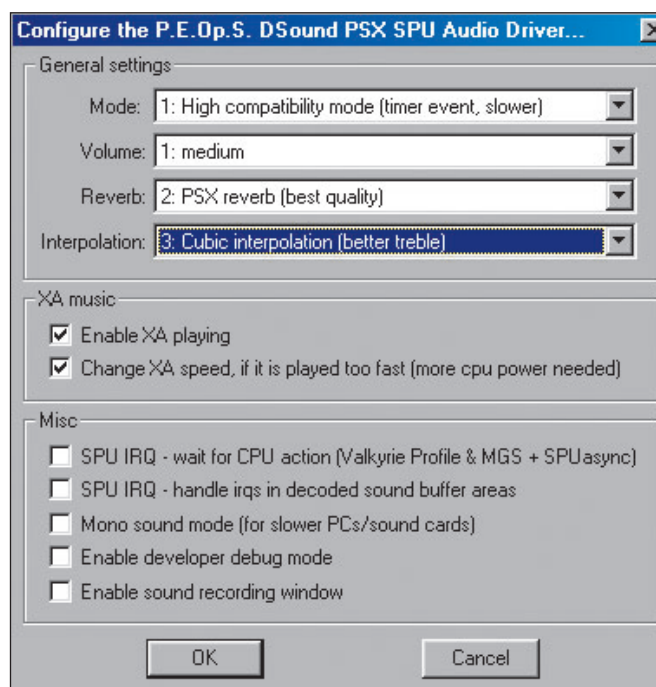 Configure the P.E.Op.S. DSound PSX SPU Audio Driver...
General settings
Mode: 1: High compatibility mode (timer event, slower)
Volume: 1: medium
Reverb: 2: PSX reverb (best quality)
Interpolation: 3: Cubic interpolation (better treble)
XA music
Enable XA playing
Change XA speed, if it is played too fast (more cpu power needed)
Misc
SPU IRQ - wait for CPU action (Valkyrie Profile & MGS + SPUasync)
SPU IRQ - handle irqs in decoded sound buffer areas
Mono sound mode (for slower PCs/sound cards)
Enable developer debug mode
Enable sound recording window
OK Cancel